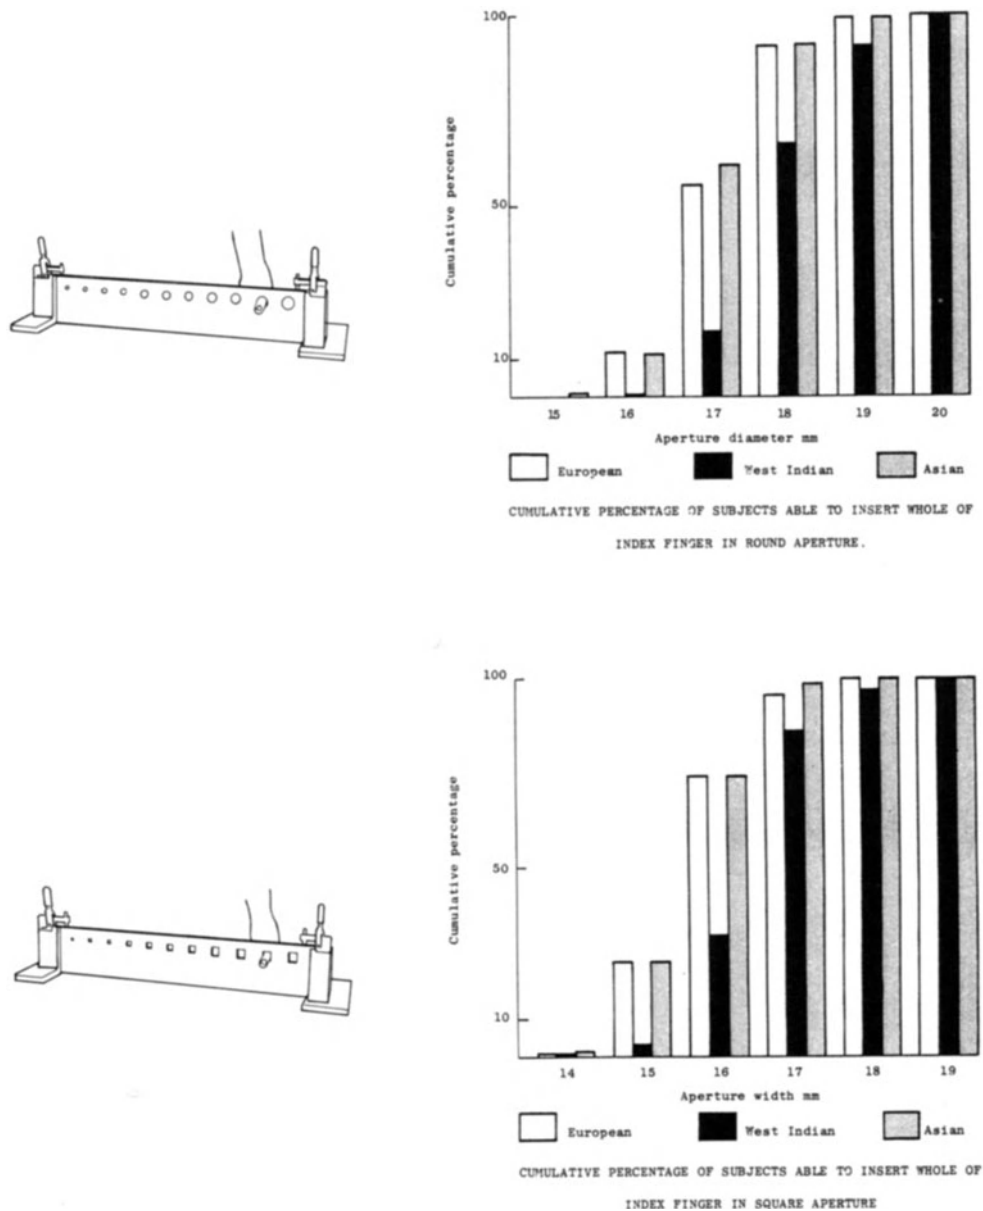 100
Cumulative percentage
50
10
15 16 17 18 19 20
Aperture diameter mm
European West Indian Asian
CUMULATIVE PERCENTAGE OF SUBJECTS ABLE TO INSERT WHOLE OF
INDEX FINGER IN ROUND APERTURE.
100
Cumulative percentage
50
10
14 15 16 17 18 19
Aperture width mm
European West Indian Asian
CUMULATIVE PERCENTAGE OF SUBJECTS ABLE TO INSERT WHOLE OF
INDEX FINGER IN SQUARE APERTURE